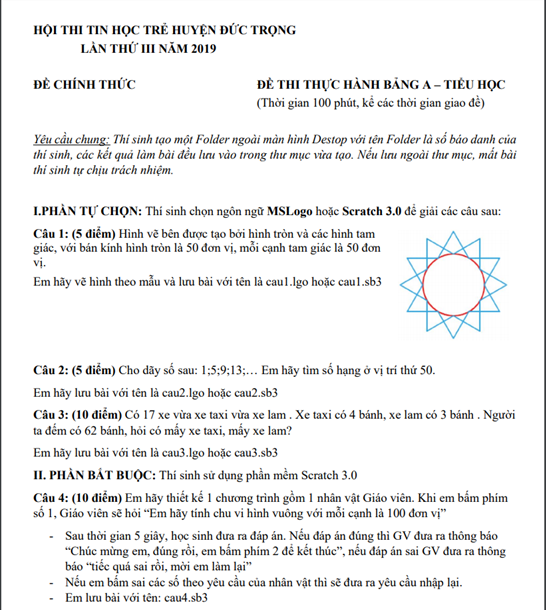 HỘI THI TIN HỌC TRẺ HUYỆN ĐỨC TRỌNG
LẦN THỨ III NĂM 2019
ĐỀ CHÍNH THỨC
ĐỀ THI THỰC HÀNH BẢNG A – TIỂU HỌC
(Thời gian 100 phút, kể các thời gian giao đề)
Yêu cầu chung: Thí sinh tạo một Folder ngoài màn hình Destop với tên Folder là số báo danh của
thí sinh, các kết quả làm bài đều lưu vào trong thư mục vừa tạo. Nếu lưu ngoài thư mục, mất bài
thí sinh tự chịu trách nhiệm.
I.PHẦN TỰ CHỌN: Thí sinh chọn ngôn ngữ MSLogo hoặc Scratch 3.0 để giải các câu sau:
Câu 1: (5 điểm) Hình vẽ bên được tạo bởi hình tròn và các hình tam
giác, với bán kính hình tròn là 50 đơn vị, mỗi cạnh tam giác là 50 đơn
vị.
Em hãy vẽ hình theo mẫu và lưu bài với tên là cau1.lgo hoặc cau1.sb3
Câu 2: (5 điểm) Cho dãy số sau: 1;5;9;13;… Em hãy tìm số hạng ở vị trí thứ 50.
Em hãy lưu bài với tên là cau2.lgo hoặc cau2.sb3
Câu 3: (10 điểm) Có 17 xe vừa xe taxi vừa xe lam . Xe taxi có 4 bánh, xe lam có 3 bánh . Người
ta đếm có 62 bánh, hỏi có mấy xe taxi, mấy xe lam?
Em hãy lưu bài với tên là cau3.lgo hoặc cau3.sb3
II. PHẦN BẮT BUỘC: Thí sinh sử dụng phần mềm Scratch 3.0
Câu 4: (10 điểm) Em hãy thiết kế 1 chương trình gồm 1 nhân vật Giáo viên. Khi em bấm phím
số 1, Giáo viên sẽ hỏi “Em hãy tính chu vi hình vuông với mỗi cạnh là 100 đơn vị”
- Sau thời gian 5 giây, học sinh đưa ra đáp án. Nếu đáp án đúng thì GV đưa ra thông báo
“Chúc mừng em, đúng rồi, em bấm phím 2 để kết thúc”, nếu đáp án sai GV đưa ra thông
báo “tiếc quá sai rồi, mời em làm lại”
- Nếu em bấm sai các số theo yêu cầu của nhân vật thì sẽ đưa ra yêu cầu nhập lại.
- Em lưu bài với tên: cau4.sb3